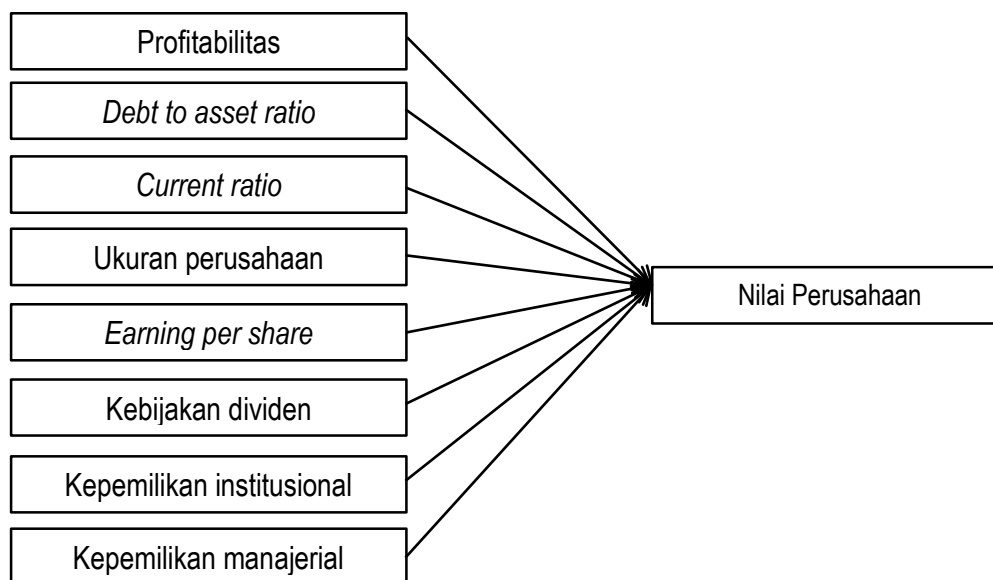 Profitabilitas
Debt to asset ratio
Current ratio
Ukuran perusahaan
Earning per share
Kebijakan dividen
Kepemilikan institusional
Kepemilikan manajerial
Nilai Perusahaan